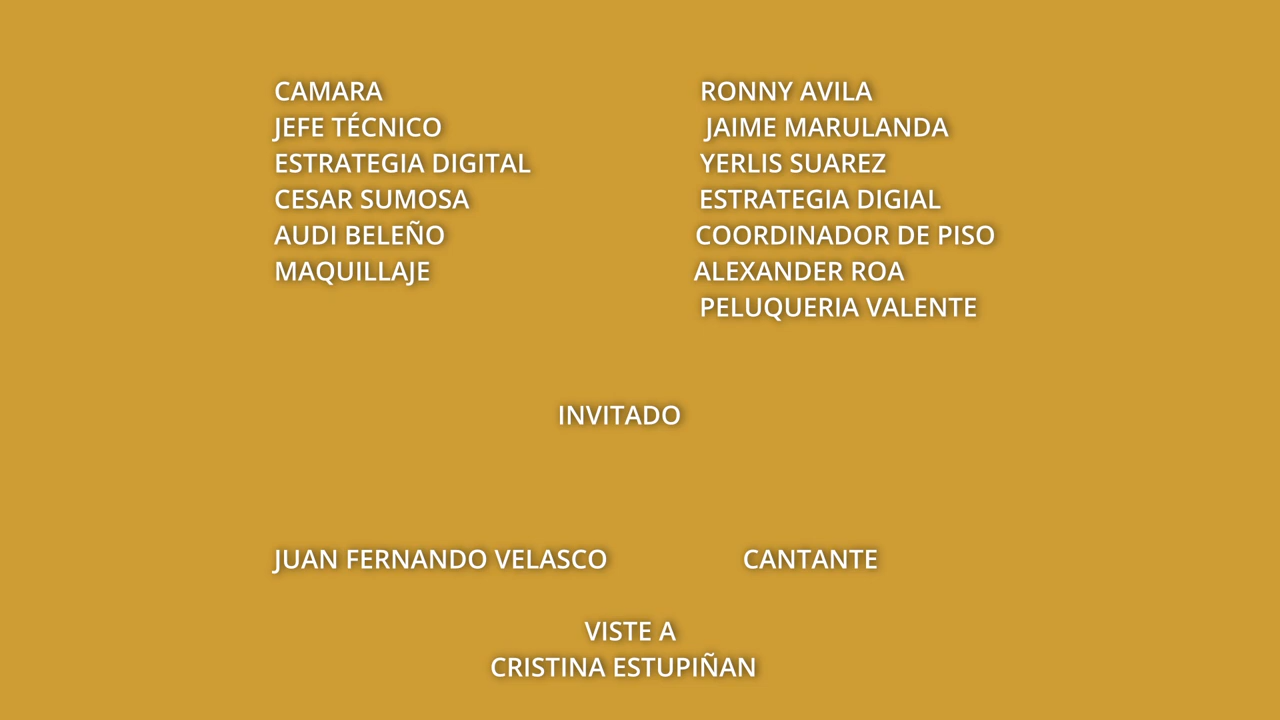 CAMARA RONNY AVILA
JEFE TÉCNICO JAIME MARULANDA
ESTRATEGIA DIGITAL YERLIS SUAREZ
CESAR SUMOSA ESTRATEGIA DIGIAL
AUDI BELEÑO COORDINADOR DE PISO
MAQUILLAJE ALEXANDER ROA
PELUQUERIA VALENTE
INVITADO
JUAN FERNANDO VELASCO CANTANTE
VISTE A
CRISTINA ESTUPIÑAN